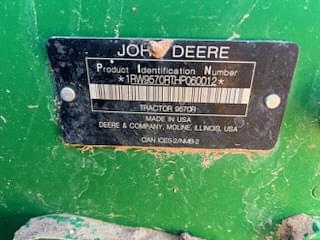 JOHN DEERE
Product Identification Number
*1RW9570RTHP060012*
TRACTOR 9570R
MADE IN USA
DEERE & COMPANY, MOLINE, ILLINOIS, USA
CAN ICES-2/NMB-2